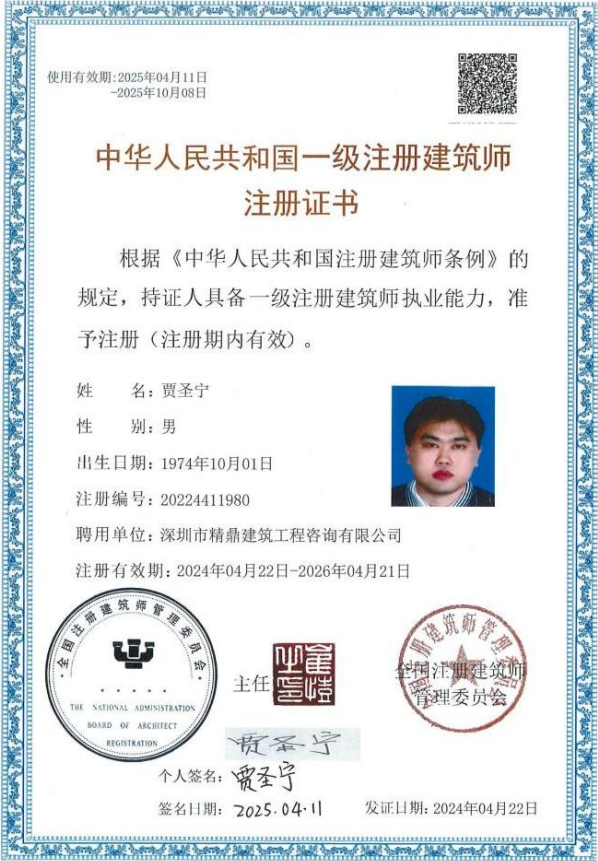 使用有效期:2025年04月11日
-2025年10月08日
中华人民共和国一级注册建筑师
注册证书
根据《中华人民共和国注册建筑师条例》的
规定，持证人具备一级注册建筑师执业能力，准
予注册（注册期内有效）。
姓 名：贾圣宁
性 别：男
出生日期：1974年10月01日
注册编号：20224411980
聘用单位：深圳市精鼎建筑工程咨询有限公司
注册有效期：2024年04月22日-2026年04月21日
全国注册建筑师管理委员会
THE NATIONAL ADMINISTRATION
BOARD OF ARCHITECT
REGISTRATION
主任
全国注册建筑师
管理委员会
贾圣宁
个人签名：贾圣宁
签名日期：2025.04.11
发证日期：2024年04月22日